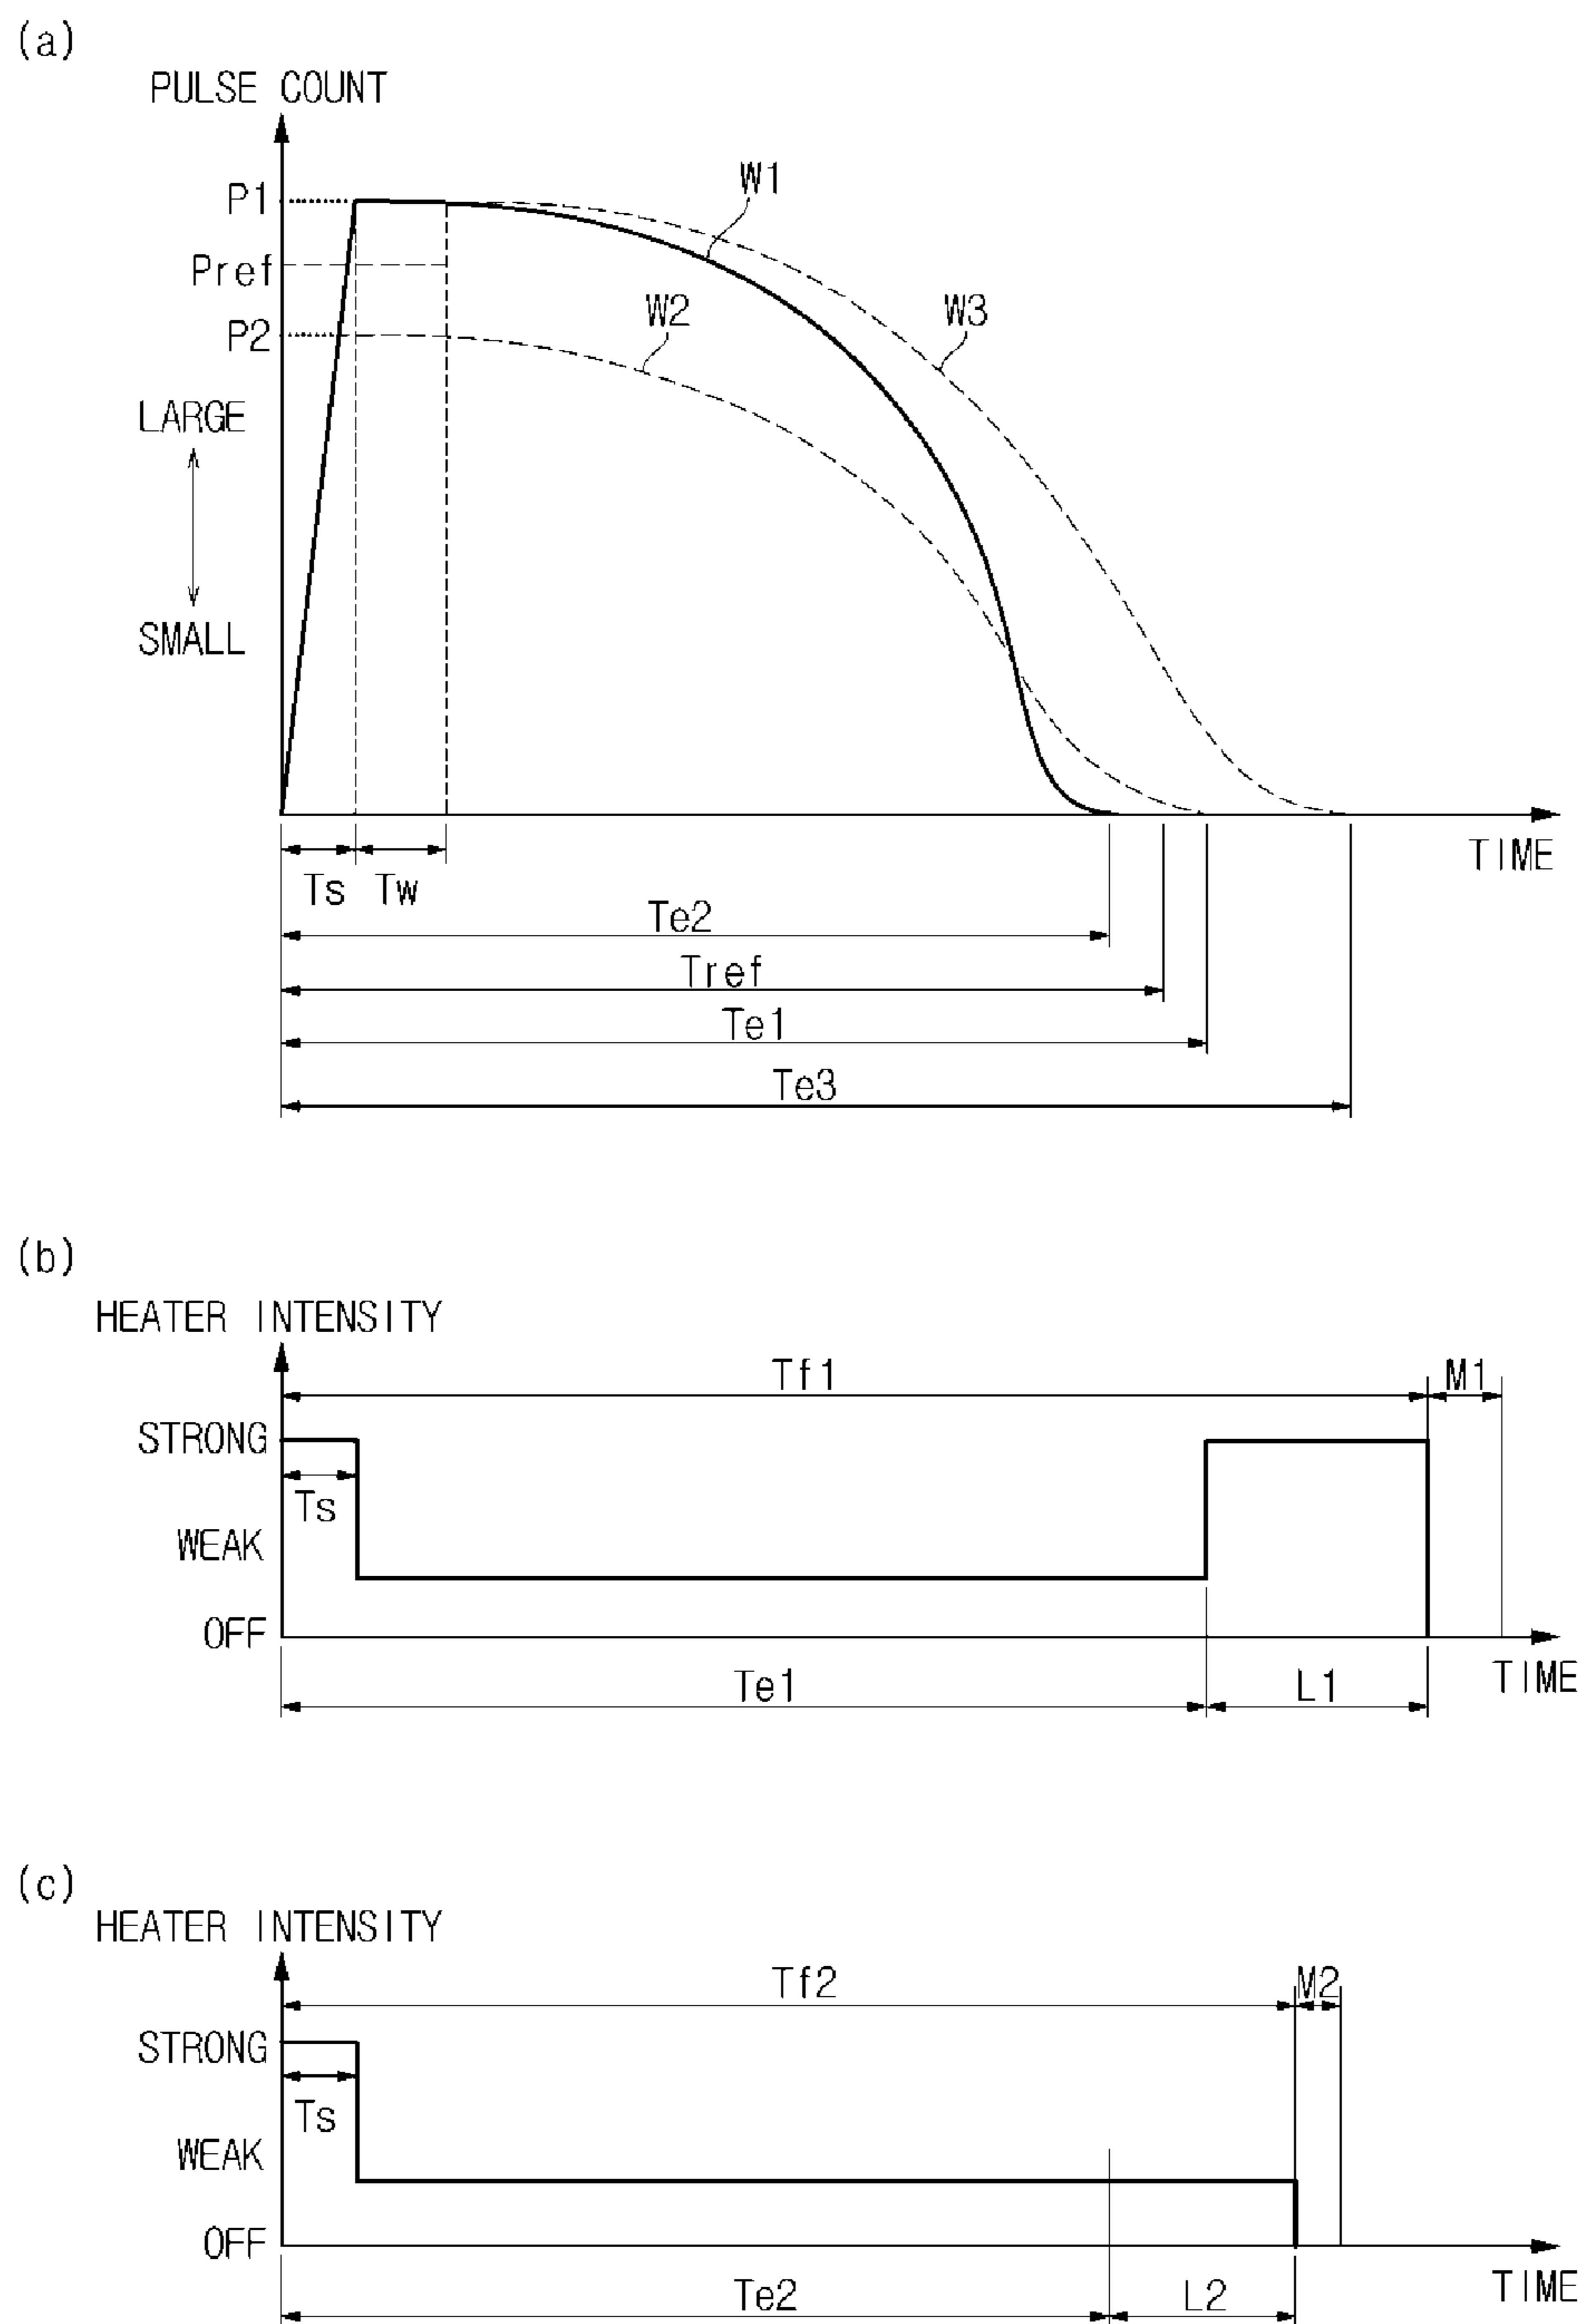 (a)
PULSE COUNT
P1
W1
Pref
W2
W3
P2
LARGE
SMALL
TIME
Ts
Tw
Te2
Tref
Te1
Te3
(b)
HEATER INTENSITY
Tf1
M1
STRONG
Ts
WEAK
OFF
TIME
Te1
L1
(c)
HEATER INTENSITY
Tf2
M2
STRONG
Ts
WEAK
OFF
TIME
Te2
L2